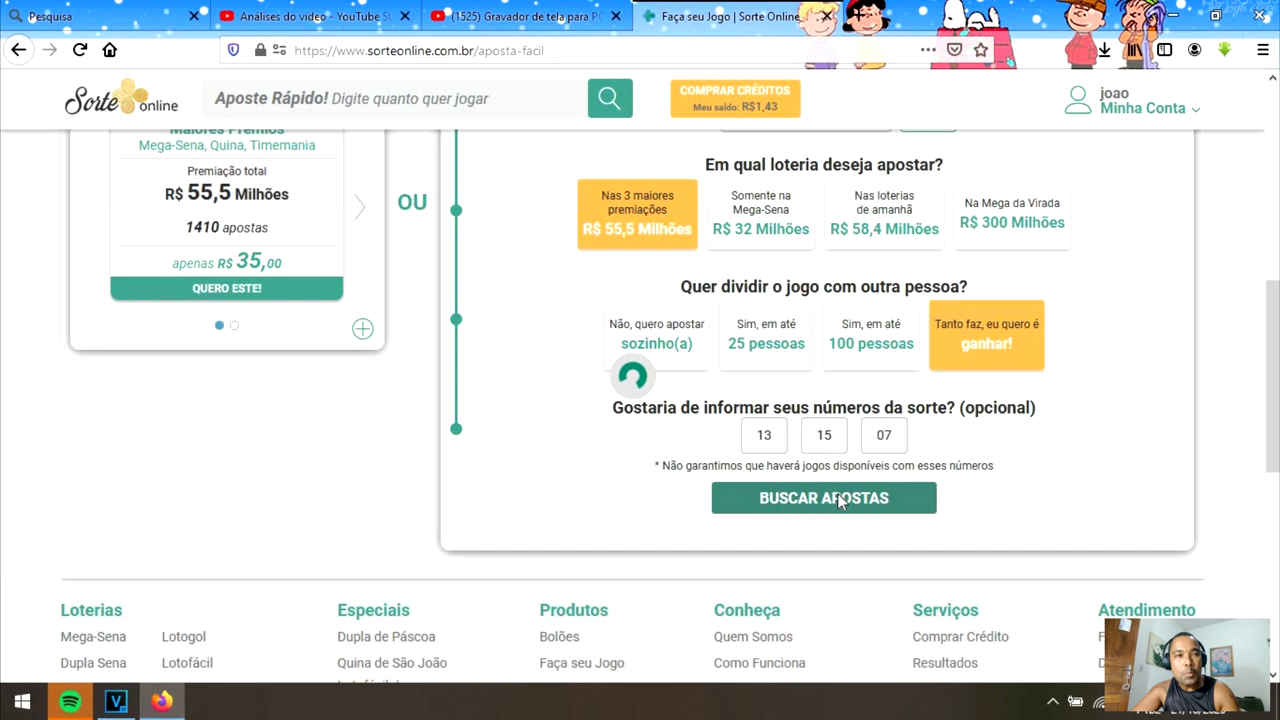 Pesquisa
Análises do vídeo - YouTube St
(1525) Gravador de tela para PC
Faça seu Jogo | Sorte Online
https://www.sorteonline.com.br/aposta-facil
Sorte online
Aposte Rápido! Digite quanto quer jogar
COMPRAR CRÉDITOS
Meu saldo: R$1,43
joao
Minha Conta
Maiores Prêmios
Mega-Sena, Quina, Timemania
Premiação total
R$ 55,5 Milhões
1410 apostas
apenas R$ 35,00
QUERO ESTE!
OU
Em qual loteria deseja apostar?
Nas 3 maiores
premiações
R$ 55,5 Milhões
Somente na
Mega-Sena
R$ 32 Milhões
Nas loterias
de amanhã
R$ 58,4 Milhões
Na Mega da Virada
R$ 300 Milhões
Quer dividir o jogo com outra pessoa?
Não, quero apostar
sozinho(a)
Sim, em até
25 pessoas
Sim, em até
100 pessoas
Tanto faz, eu quero é
ganhar!
Gostaria de informar seus números da sorte? (opcional)
13
15
07
* Não garantimos que haverá jogos disponíveis com esses números
BUSCAR APOSTAS
Loterias
Mega-Sena
Lotogol
Dupla Sena
Lotofácil
Especiais
Dupla de Páscoa
Quina de São João
Produtos
Bolões
Faça seu Jogo
Conheça
Quem Somos
Como Funciona
Serviços
Comprar Crédito
Resultados
Atendimento